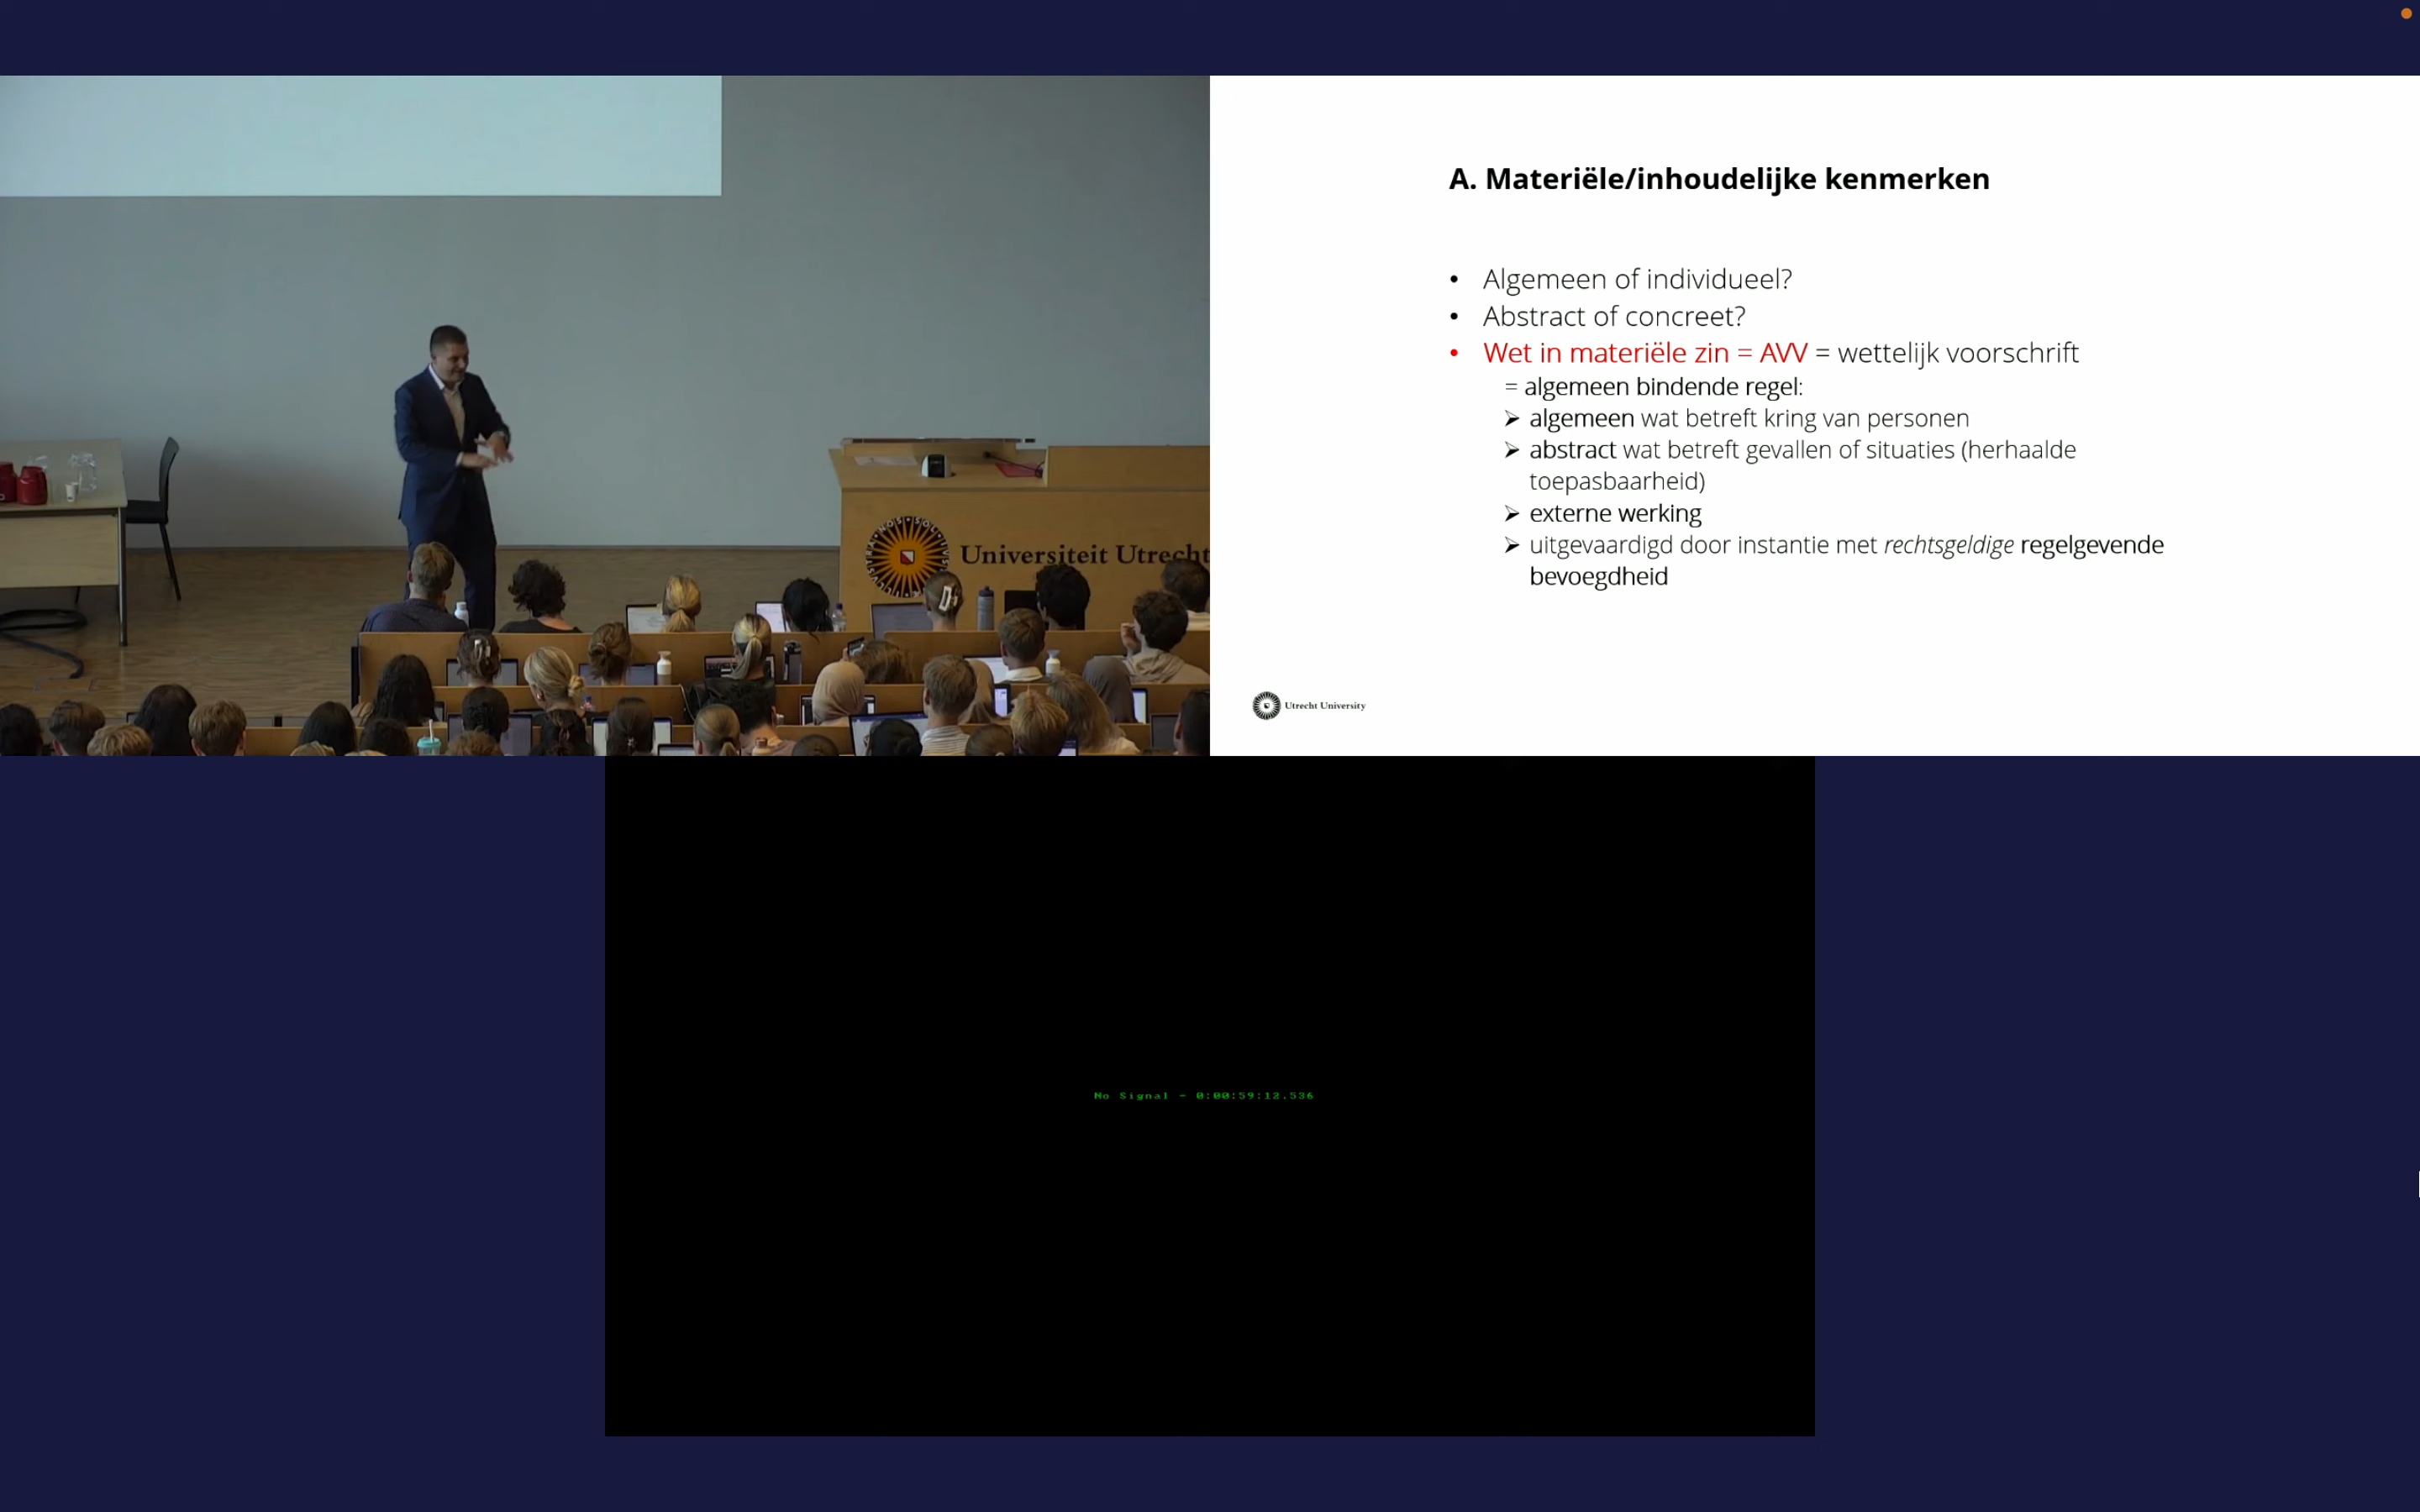 A. Materiële/inhoudelijke kenmerken
• Algemeen of individueel?
• Abstract of concreet?
• Wet in materiële zin = AVV = wettelijk voorschrift
= algemeen bindende regel:
➢ algemeen wat betreft kring van personen
➢ abstract wat betreft gevallen of situaties (herhaalde
toepasbaarheid)
➢ externe werking
➢ uitgevaardigd door instantie met rechtsgeldige regelgevende
bevoegdheid
Universiteit Utrecht
Utrecht University
No Signal - 0:00:59:12.536